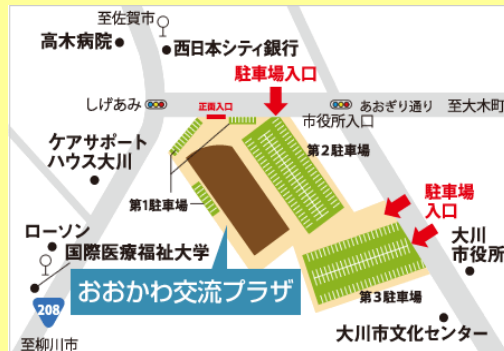 至佐賀市
高木病院
西日本シティ銀行
駐車場入口
しげあみ
正面入口
あおぎり通り
至大木町
市役所入口
ケアサポート
ハウス大川
第2駐車場
第1駐車場
駐車場
入口
ローソン
国際医療福祉大学
大川
市役所
おおかわ交流プラザ
第3駐車場
208
至柳川市
大川市文化センター